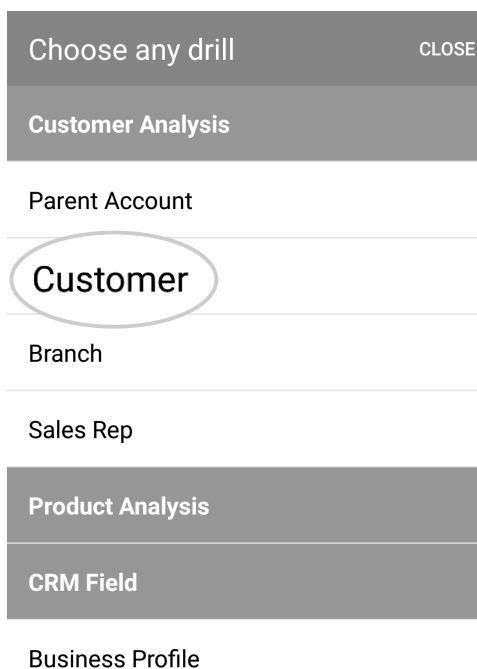 Choose any drill CLOSE
Customer Analysis
Parent Account
Customer
Branch
Sales Rep
Product Analysis
CRM Field
Business Profile